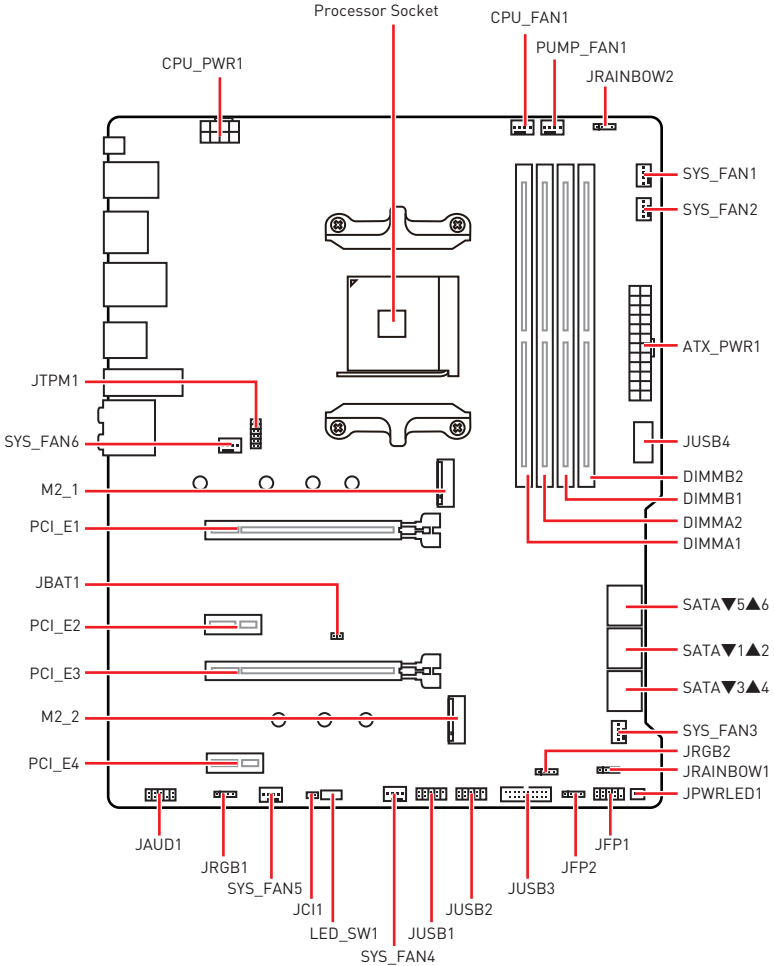 Processor Socket
CPU_FAN1
PUMP_FAN1
CPU_PWR1
JRAINBOW2
SYS_FAN1
SYS_FAN2
ATX_PWR1
JTPM1
SYS_FAN6
JUSB4
DIMMB2
M2_1
DIMMB1
PCI_E1
DIMMA2
DIMMA1
JBAT1
SATA▼5▲6
PCI_E2
SATA▼1▲2
PCI_E3
SATA▼3▲4
M2_2
SYS_FAN3
JRGB2
PCI_E4
JRAINBOW1
JPWRLED1
JAUD1
JFP1
JRGB1
JFP2
SYS_FAN5
JUSB3
JCI1
JUSB2
LED_SW1
JUSB1
SYS_FAN4